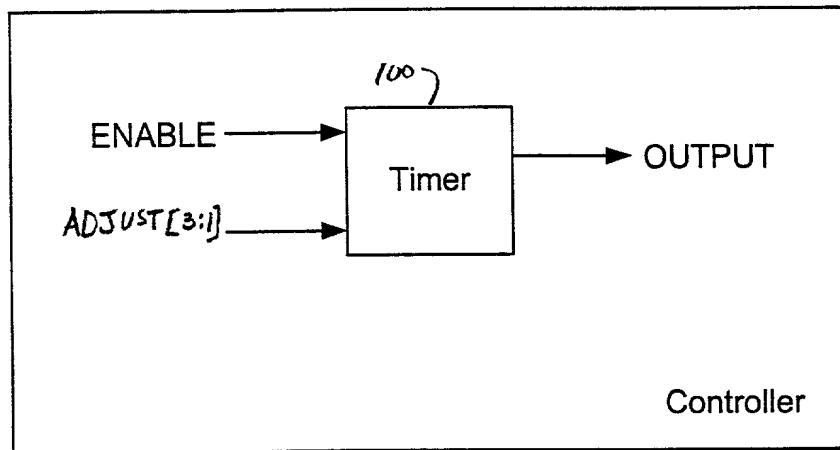 100
ENABLE
Timer
OUTPUT
ADJUST[3:1]
Controller